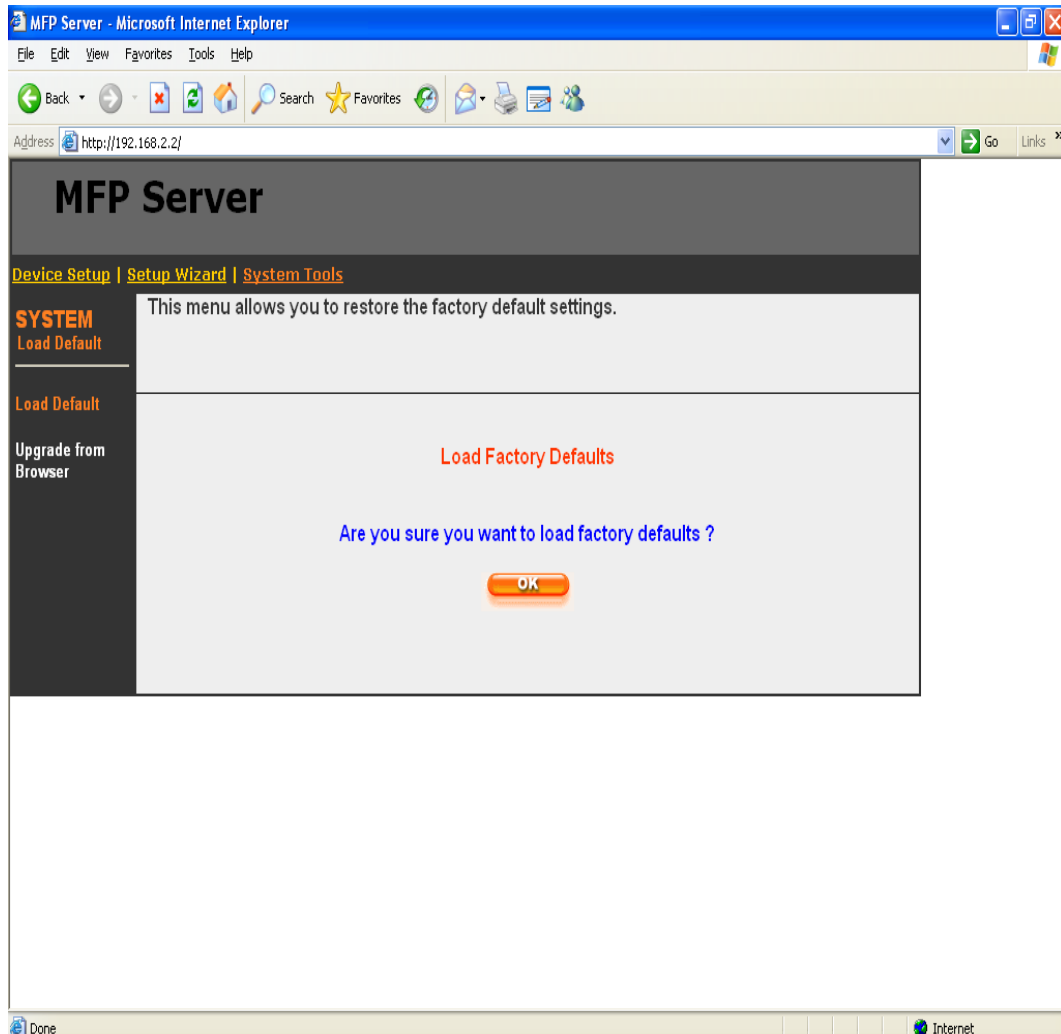 MFP Server - Microsoft Internet Explorer
File Edit View Favorites Tools Help
Back Search Favorites
Address http://192.168.2.2/ Go Links »
MFP Server
Device Setup | Setup Wizard | System Tools
SYSTEM
Load Default
This menu allows you to restore the factory default settings.
Load Default
Upgrade from
Browser
Load Factory Defaults
Are you sure you want to load factory defaults ?
OK
Done Internet